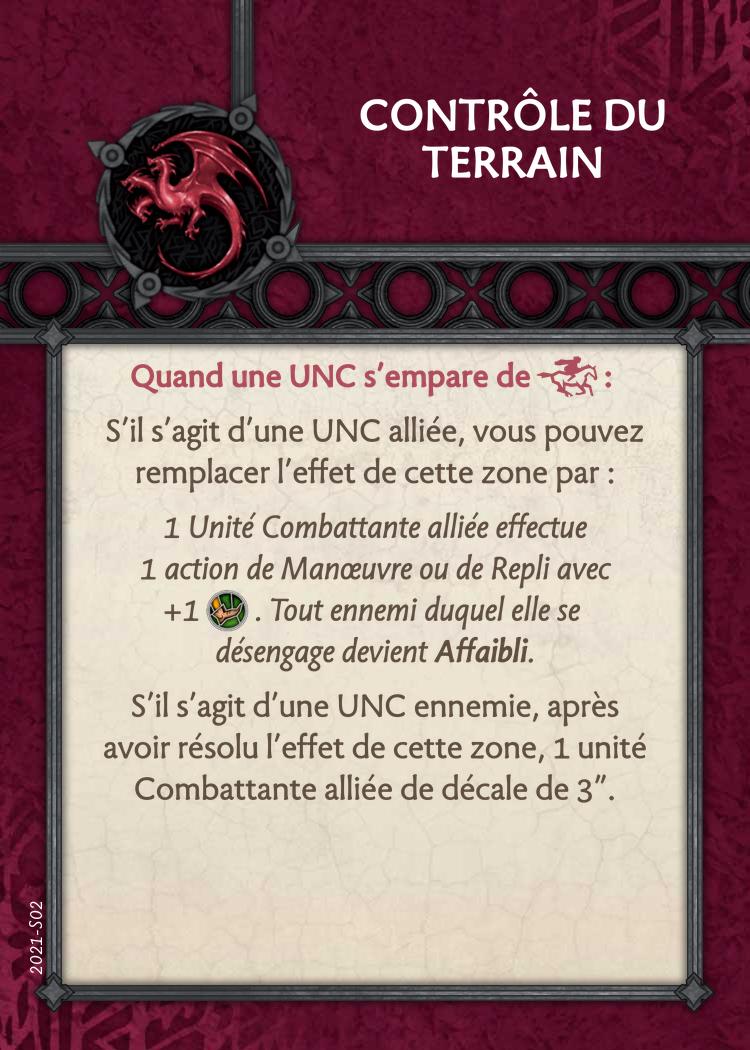 CONTRÔLE DU
TERRAIN
Quand une UNC s’empare de :
S’il s’agit d’une UNC alliée, vous pouvez
remplacer l’effet de cette zone par :
1 Unité Combattante alliée effectue
1 action de Manœuvre ou de Repli avec
+1 . Tout ennemi duquel elle se
désengage devient Affaibli.
S’il s’agit d’une UNC ennemie, après
avoir résolu l’effet de cette zone, 1 unité
Combattante alliée de décale de 3”.
2021-S02